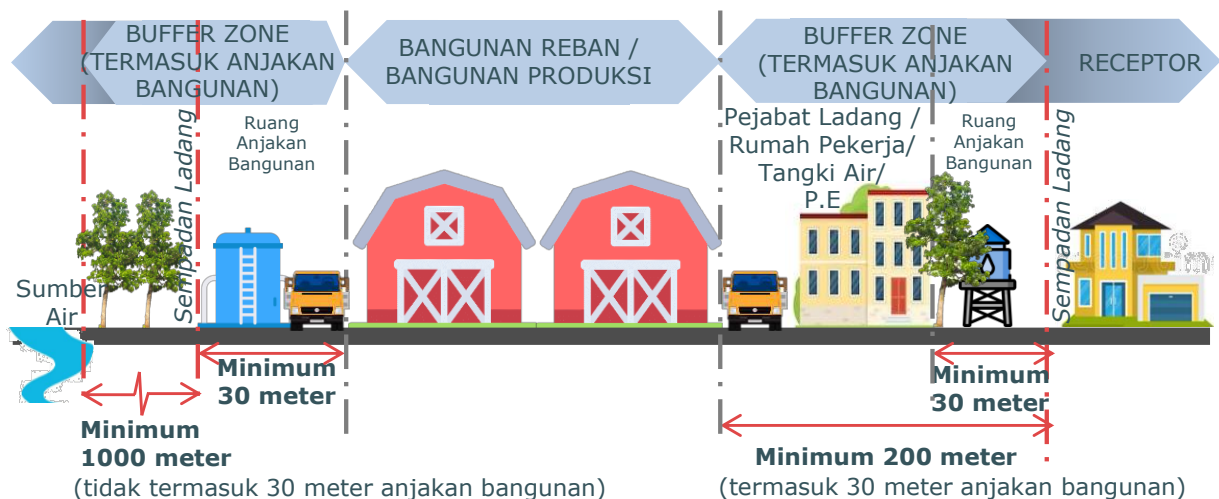 BUFFER ZONE
(TERMASUK ANJAKAN
BANGUNAN)
BANGUNAN REBAN /
BANGUNAN PRODUKSI
BUFFER ZONE
(TERMASUK ANJAKAN
BANGUNAN)
RECEPTOR
Sempadan Ladang
Ruang
Anjakan
Bangunan
Pejabat Ladang /
Rumah Pekerja/
Tangki Air/
P.E
Ruang
Anjakan
Bangunan
Sempadan Ladang
Sumber
Air
Minimum
30 meter
Minimum
30 meter
Minimum
1000 meter
(tidak termasuk 30 meter anjakan bangunan)
Minimum 200 meter
(termasuk 30 meter anjakan bangunan)